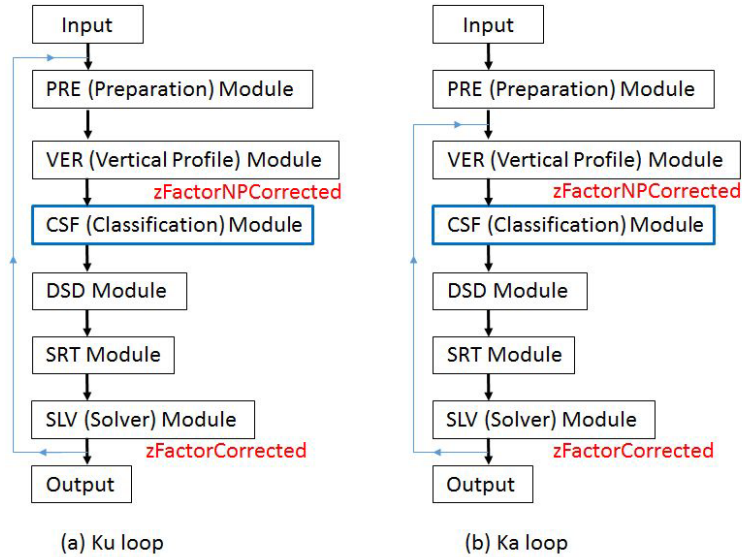 Input
PRE (Preparation) Module
VER (Vertical Profile) Module
zFactorNPCorrected
CSF (Classification) Module
DSD Module
SRT Module
SLV (Solver) Module
zFactorCorrected
Output
(a) Ku loop
Input
PRE (Preparation) Module
VER (Vertical Profile) Module
zFactorNPCorrected
CSF (Classification) Module
DSD Module
SRT Module
SLV (Solver) Module
zFactorCorrected
Output
(b) Ka loop